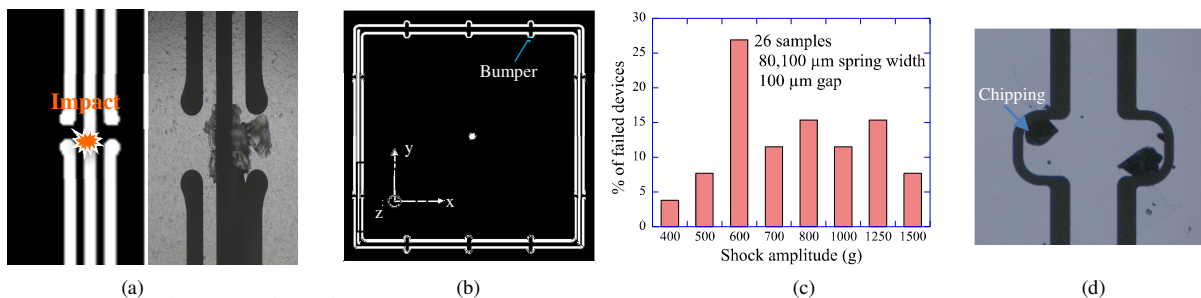 Impact
(a)
Bumper
y
z
x
(b)
% of failed devices
30
25
20
15
10
5
0
26 samples
80,100 µm spring width
100 µm gap
400 500 600 700 800 1000 1250 1500
Shock amplitude (g)
(c)
Chipping
(d)